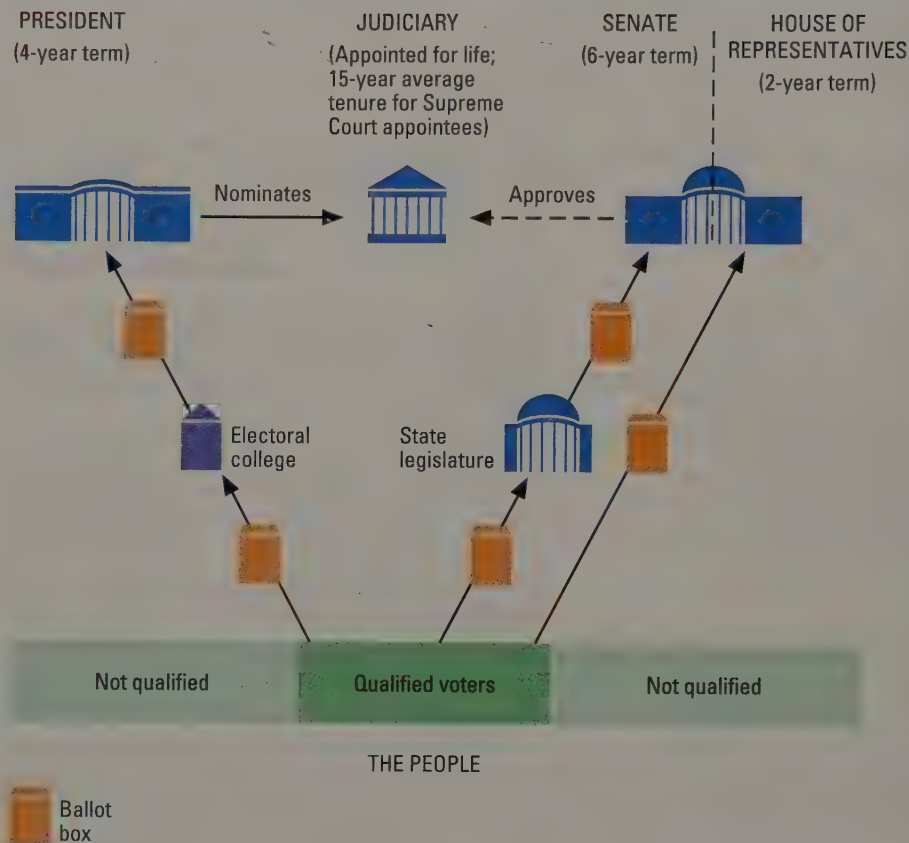 PRESIDENT
(4-year term)
JUDICIARY
(Appointed for life;
15-year average
tenure for Supreme
Court appointees)
SENATE
(6-year term)
HOUSE OF
REPRESENTATIVES
(2-year term)
Nominates
Approves
Electoral
college
State
legislature
Not qualified
Qualified voters
Not qualified
THE PEOPLE
Ballot
box